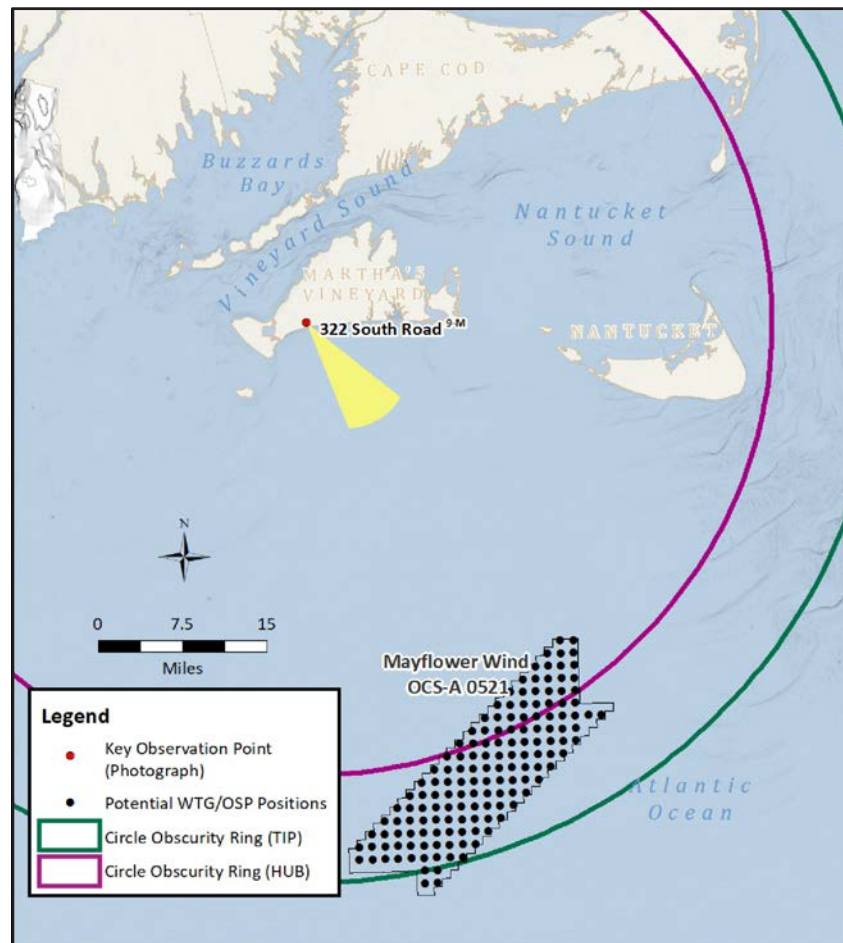 CAPE COD
Buzzards
Bay
Vineyard Sound
Nantucket
Sound
MARTHA'S
VINEYARD
322 South Road 9-M
NANTUCKET
N
0 7.5 15
Miles
Mayflower Wind
OCS-A 0521
Atlantic
Ocean
Legend
Key Observation Point
(Photograph)
Potential WTG/OSP Positions
Circle Obscurity Ring (TIP)
Circle Obscurity Ring (HUB)